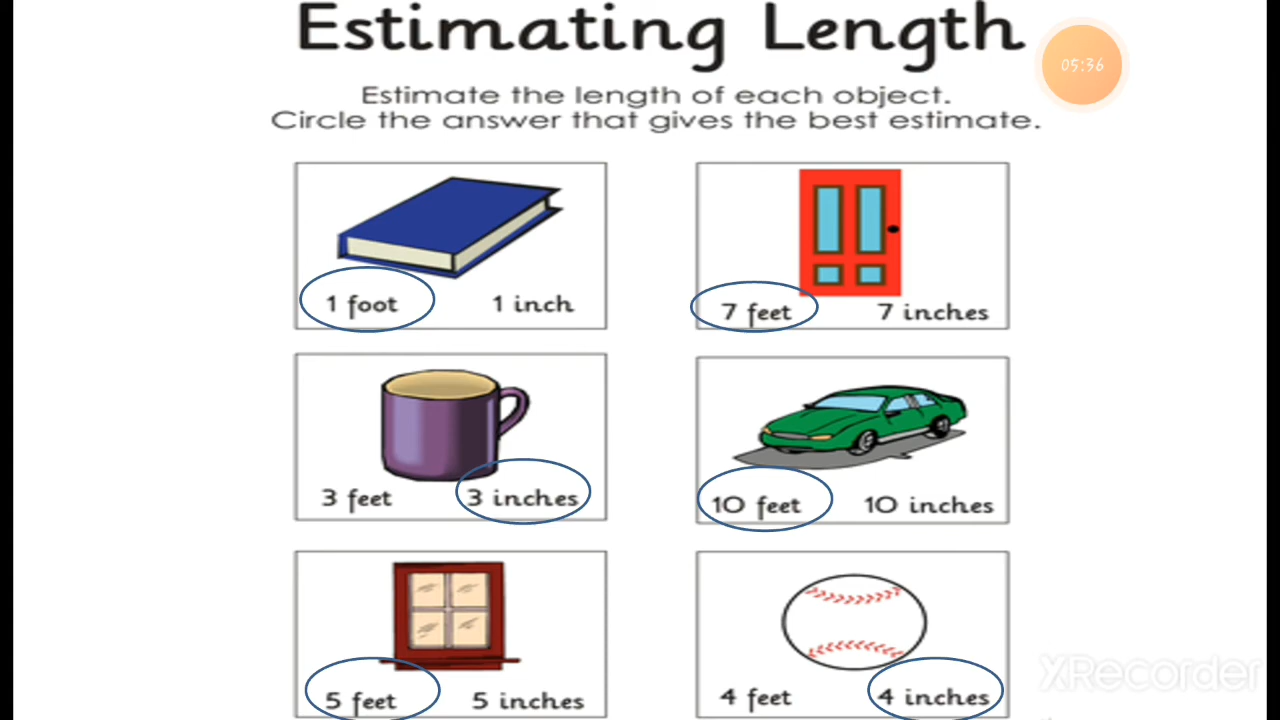 Estimating Length
05:36
Estimate the length of each object.
Circle the answer that gives the best estimate.
1 foot 1 inch
7 feet 7 inches
3 feet 3 inches
10 feet 10 inches
5 feet 5 inches
4 feet 4 inches
XRecorder